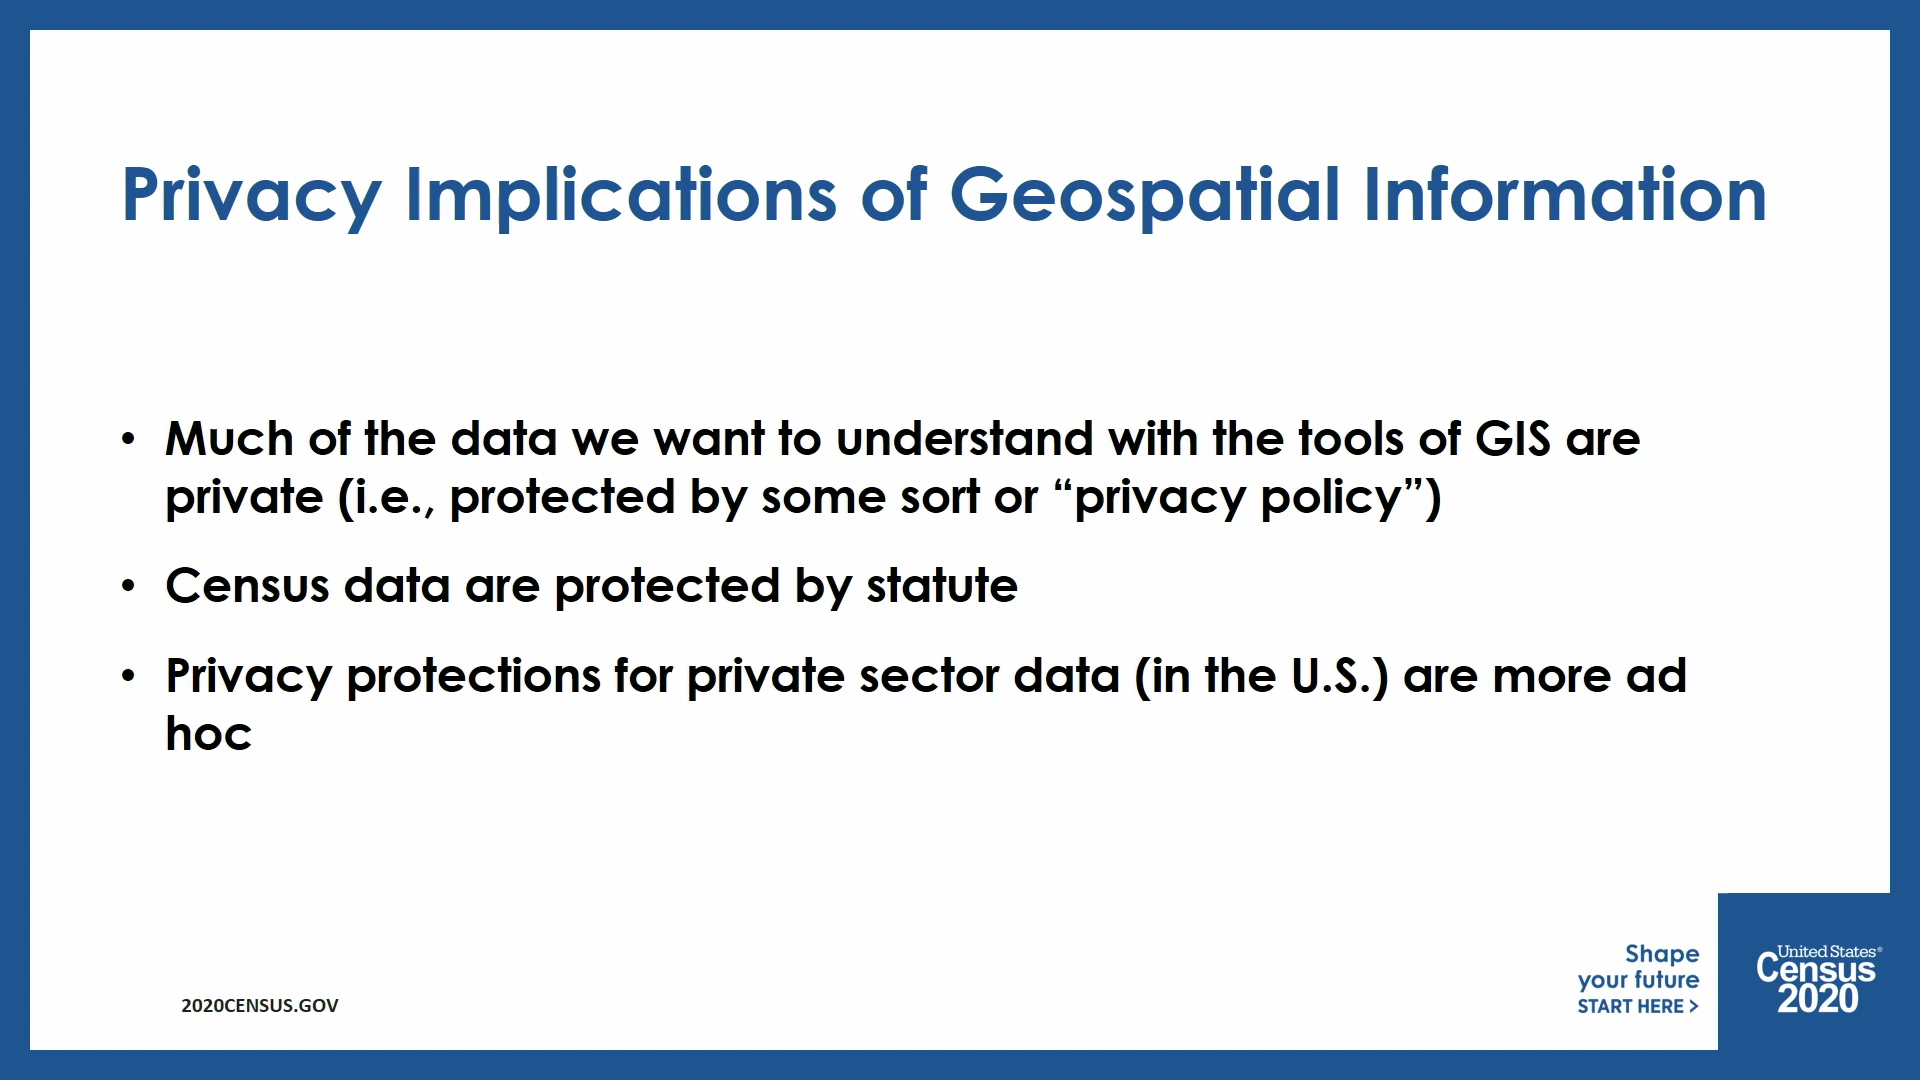 Privacy Implications of Geospatial Information
• Much of the data we want to understand with the tools of GIS are
private (i.e., protected by some sort or “privacy policy”)
• Census data are protected by statute
• Privacy protections for private sector data (in the U.S.) are more ad
hoc
2020CENSUS.GOV
Shape
your future
START HERE >
United States®
Census
2020